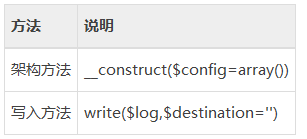 方法 说明
架构方法 __construct($config=array())
写入方法 write($log,$destination='')